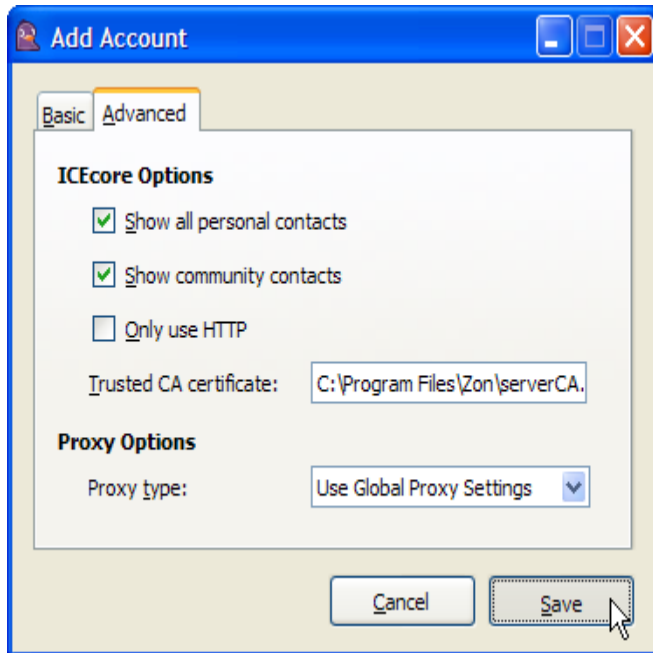 Add Account
Basic Advanced
ICEcore Options
Show all personal contacts
Show community contacts
Only use HTTP
Trusted CA certificate: C:\Program Files\Zon\serverCA.
Proxy Options
Proxy type: Use Global Proxy Settings
Cancel Save